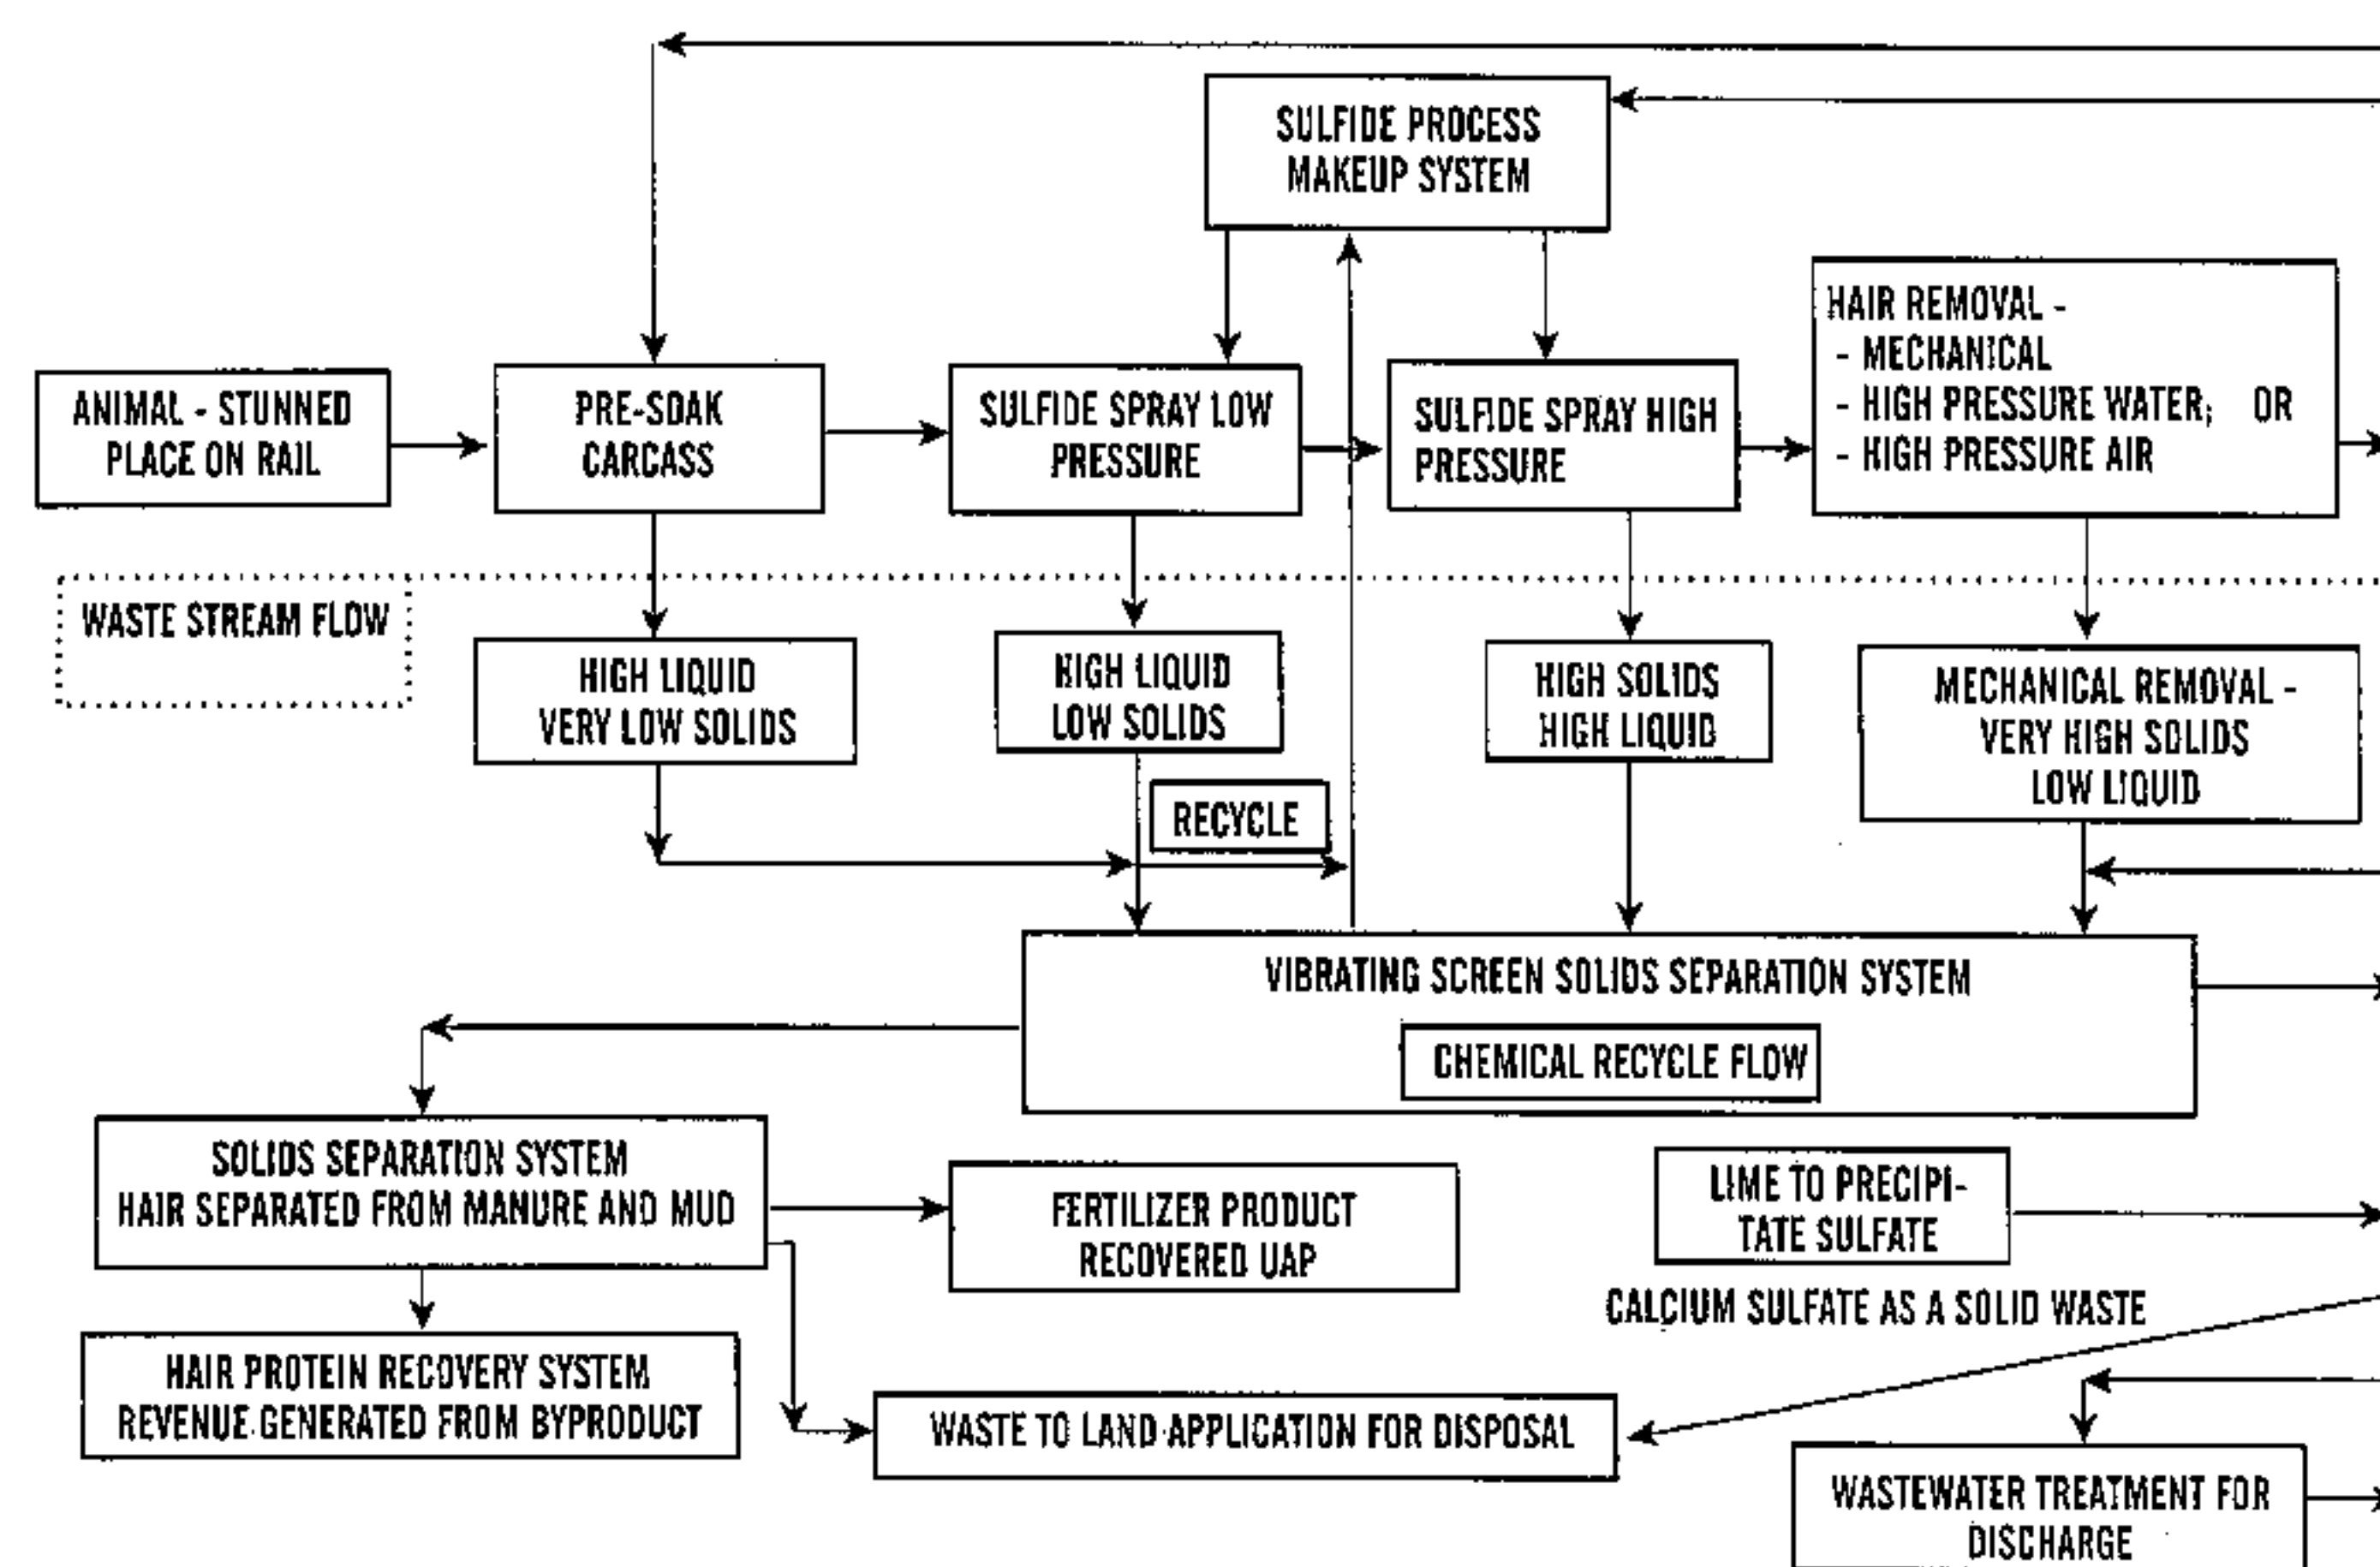 SULFIDE PROCESS
MAKEUP SYSTEM
HAIR REMOVAL -
- MECHANICAL
- HIGH PRESSURE WATER; OR
- HIGH PRESSURE AIR
ANIMAL - STUNNED
PLACE ON RAIL
PRE-SOAK
CARCASS
SULFIDE SPRAY LOW
PRESSURE
SULFIDE SPRAY HIGH
PRESSURE
WASTE STREAM FLOW
HIGH LIQUID
VERY LOW SOLIDS
HIGH LIQUID
LOW SOLIDS
HIGH SOLIDS
HIGH LIQUID
MECHANICAL REMOVAL -
VERY HIGH SOLIDS
LOW LIQUID
RECYCLE
VIBRATING SCREEN SOLIDS SEPARATION SYSTEM
CHEMICAL RECYCLE FLOW
SOLIDS SEPARATION SYSTEM
HAIR SEPARATED FROM MANURE AND MUD
FERTILIZER PRODUCT
RECOVERED UAP
LIME TO PRECIPI-
TATE SULFATE
CALCIUM SULFATE AS A SOLID WASTE
HAIR PROTEIN RECOVERY SYSTEM
REVENUE GENERATED FROM BYPRODUCT
WASTE TO LAND APPLICATION FOR DISPOSAL
WASTEWATER TREATMENT FOR
DISCHARGE